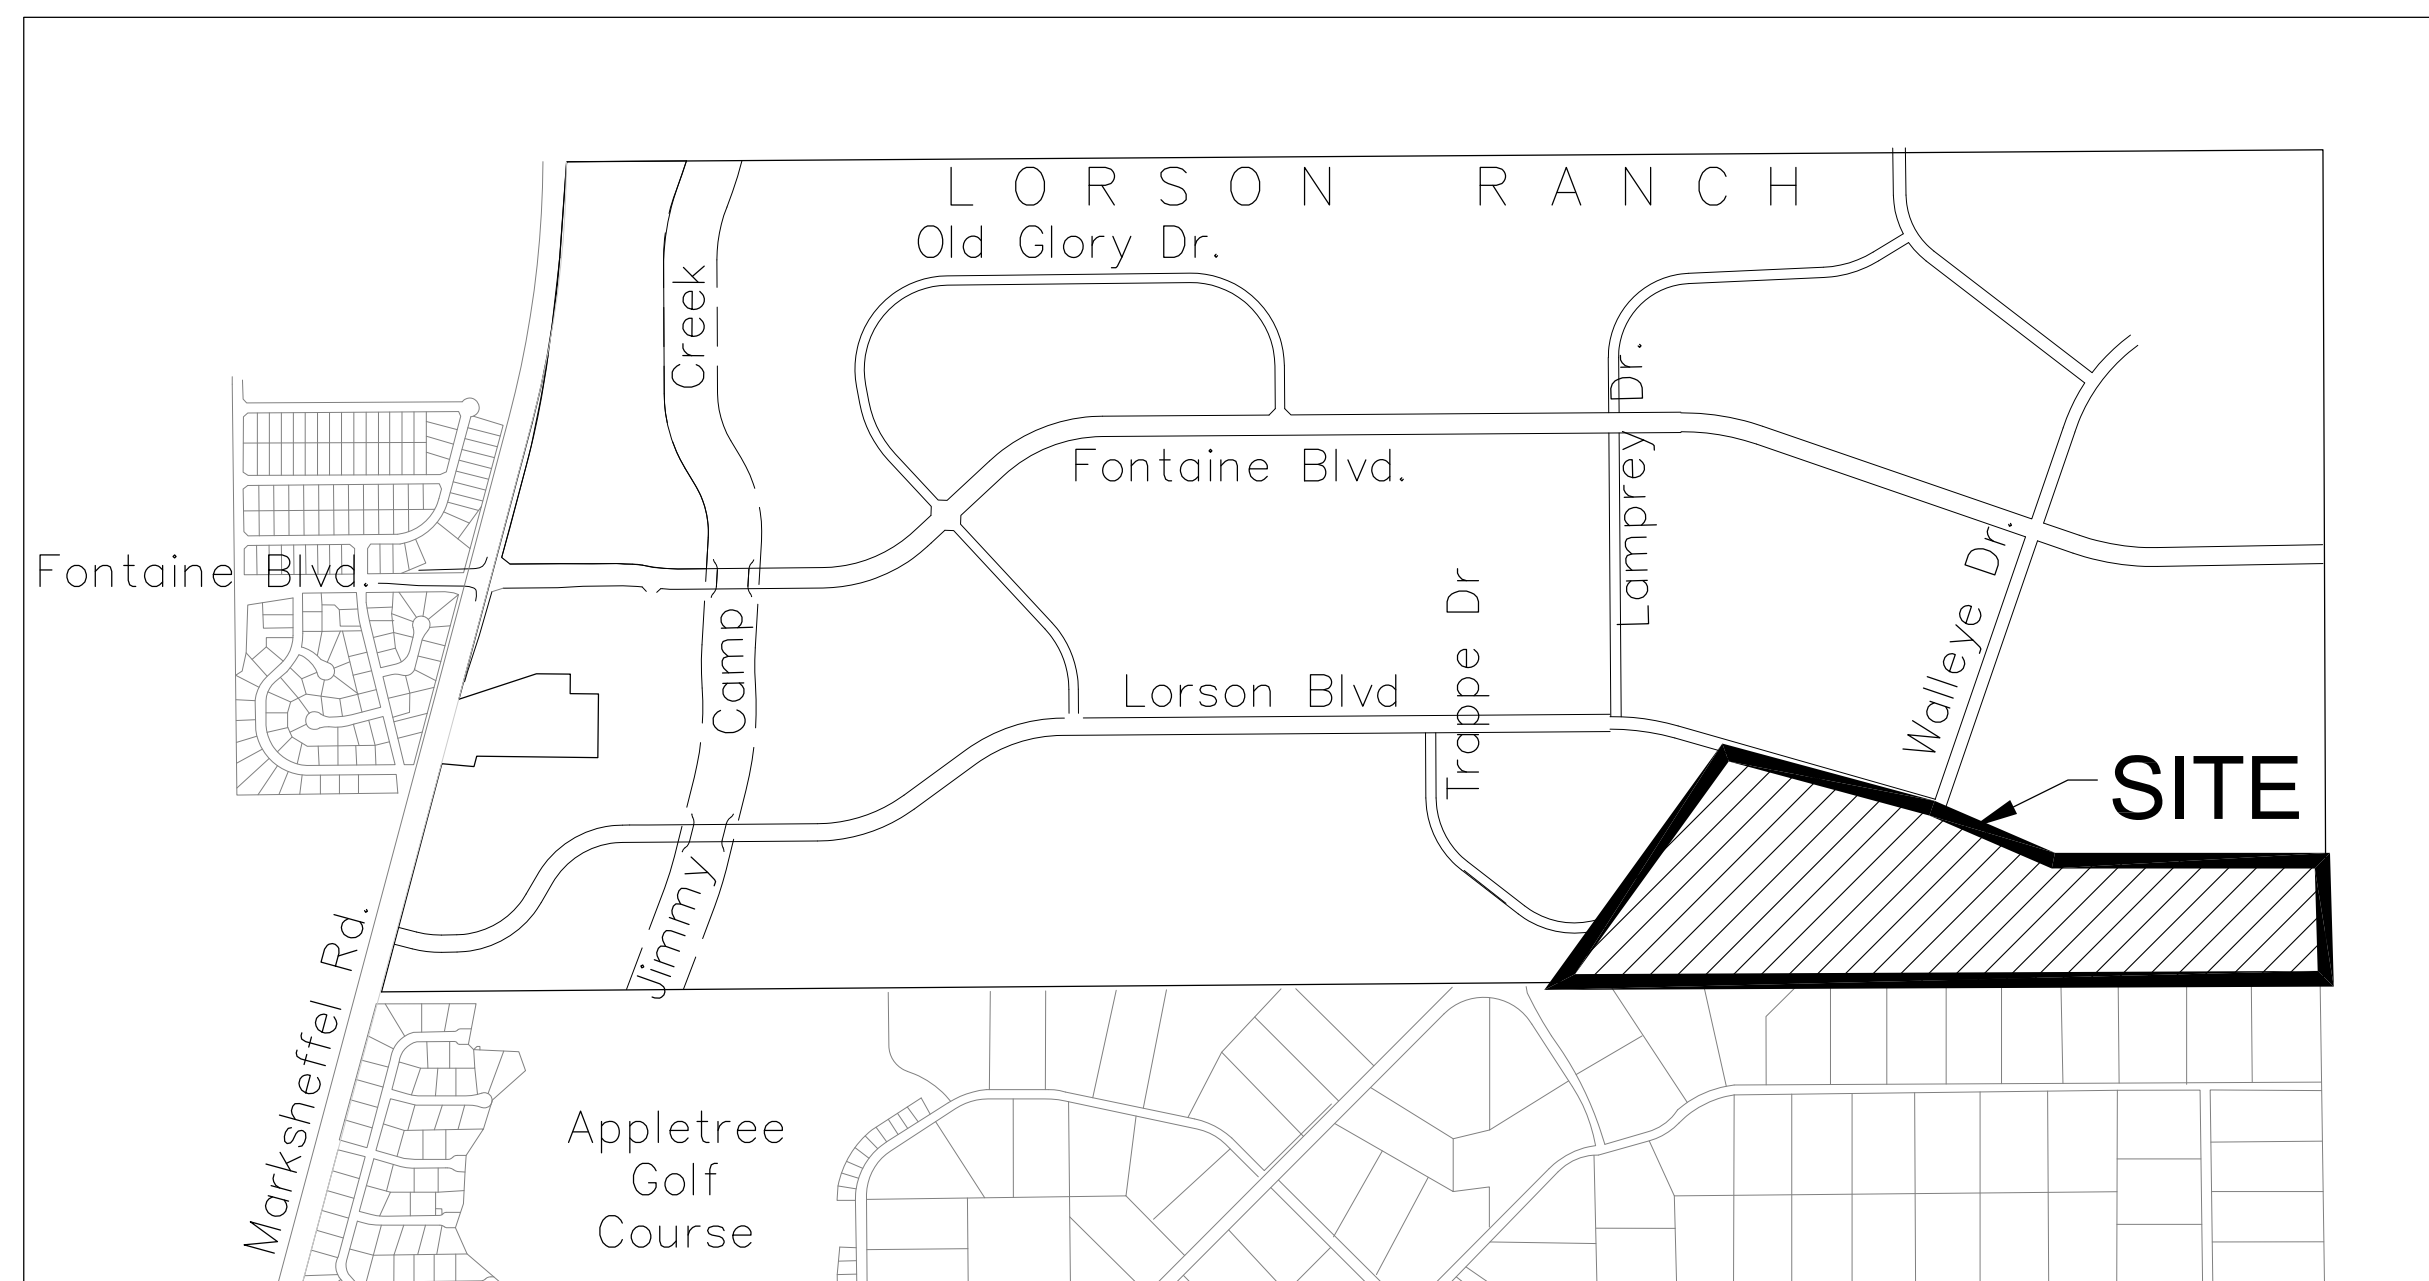 LORSON RANCH
Old Glory Dr.
Creek
Lamprey Dr.
Fontaine Blvd.
Fontaine Blvd.
Walleye Dr.
Trappe Dr
Camp
Lorson Blvd
SITE
Jimmy
Marksheffel Rd.
Appletree
Golf
Course